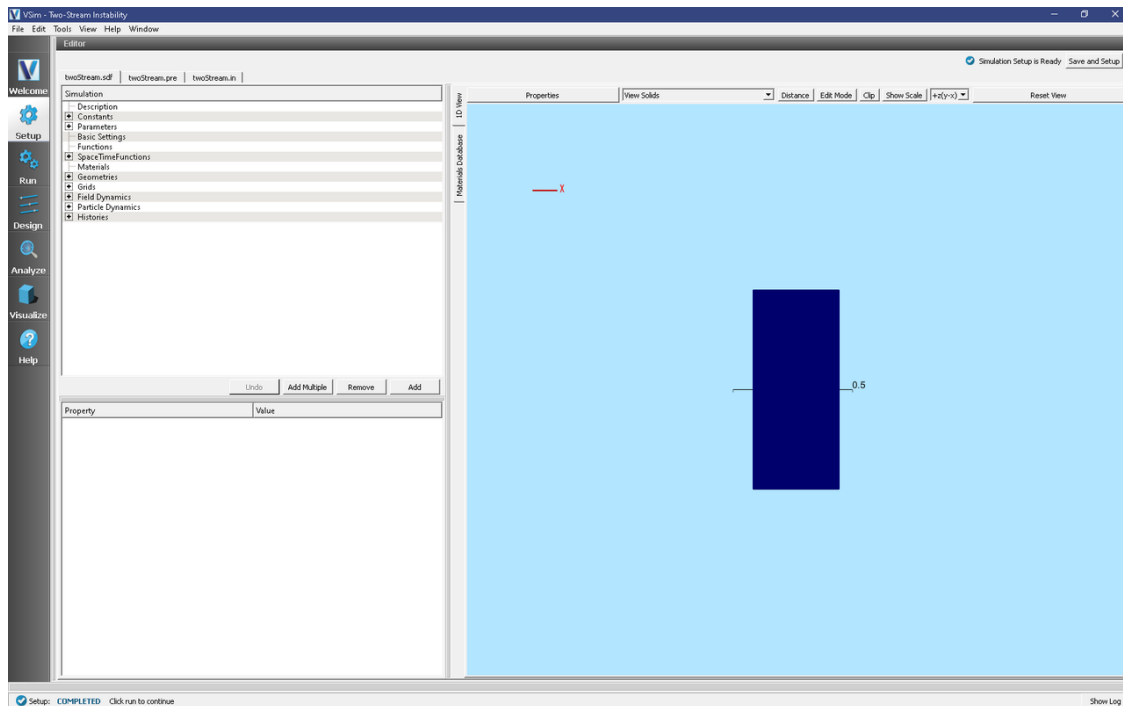 VSim - Two-Stream Instability
File Edit Tools View Help Window
Editor
Simulation Setup is Ready Save and Setup
Welcome
Setup
Run
Design
Analyze
Visualize
Help
twoStream.sdf twoStream.pre twoStream.in
Simulation
Description
Constants
Parameters
Basic Settings
Functions
SpaceTimeFunctions
Materials
Geometries
Grids
Field Dynamics
Particle Dynamics
Histories
Undo Add Multiple Remove Add
Property Value
1D View
Materials Database
Properties View Solids Distance Edit Mode Clip Show Scale +z(y-x) Reset View
X
0.5
Setup: COMPLETED Click run to continue
Show Log